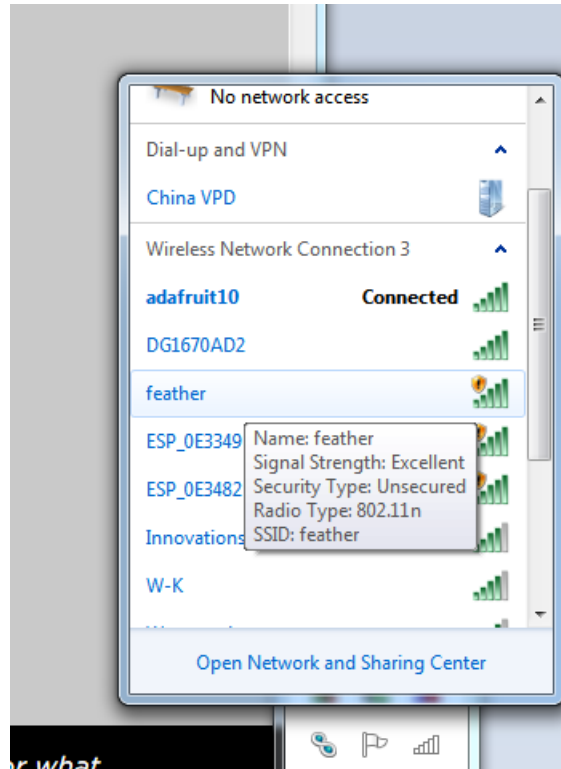 No network access
Dial-up and VPN
China VPD
Wireless Network Connection 3
adafruit10 Connected
DG1670AD2
feather
ESP_0E3349
ESP_0E3482
Name: feather
Signal Strength: Excellent
Security Type: Unsecured
Radio Type: 802.11n
SSID: feather
Innovations
W-K
Open Network and Sharing Center
or what